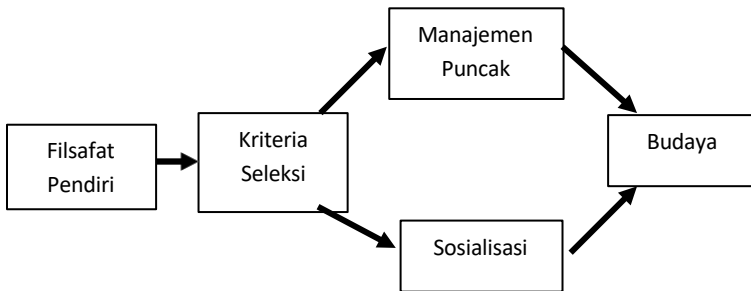 Filsafat
Pendiri
Kriteria
Seleksi
Manajemen
Puncak
Sosialisasi
Budaya